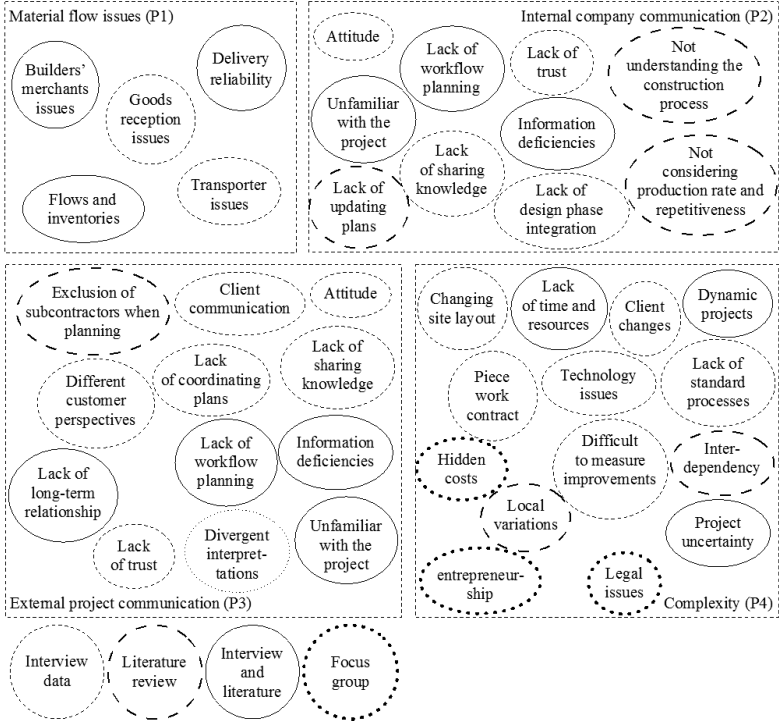 Material flow issues (P1)
Builders'
merchants
issues
Delivery
reliability
Goods
reception
issues
Flows and
inventories
Transporter
issues
Internal company communication (P2)
Attitude
Lack of
workflow
planning
Lack of
trust
Not
understanding the
construction
process
Unfamiliar
with the
project
Information
deficiencies
Lack
of sharing
knowledge
Not
considering
production rate and
repetitiveness
Lack of
updating
plans
Lack of
design phase
integration
Exclusion of
subcontractors when
planning
Client
communication
Attitude
Different
customer
perspectives
Lack
of coordinating
plans
Lack of
sharing
knowledge
Lack of
workflow
planning
Information
deficiencies
Lack of
long-term
relationship
Lack
of trust
Divergent
interpret-
tations
Unfamiliar
with the
project
External project communication (P3)
Changing
site layout
Lack
of time and
resources
Client
changes
Dynamic
projects
Piece
work
contract
Technology
issues
Lack of
standard
processes
Hidden
costs
Difficult
to measure
improvements
Inter-
dependency
Local
variations
Project
uncertainty
entrepreneur-
ship
Legal
issues
Complexity (P4)
Interview
data
Literature
review
Interview
and
literature
Focus
group